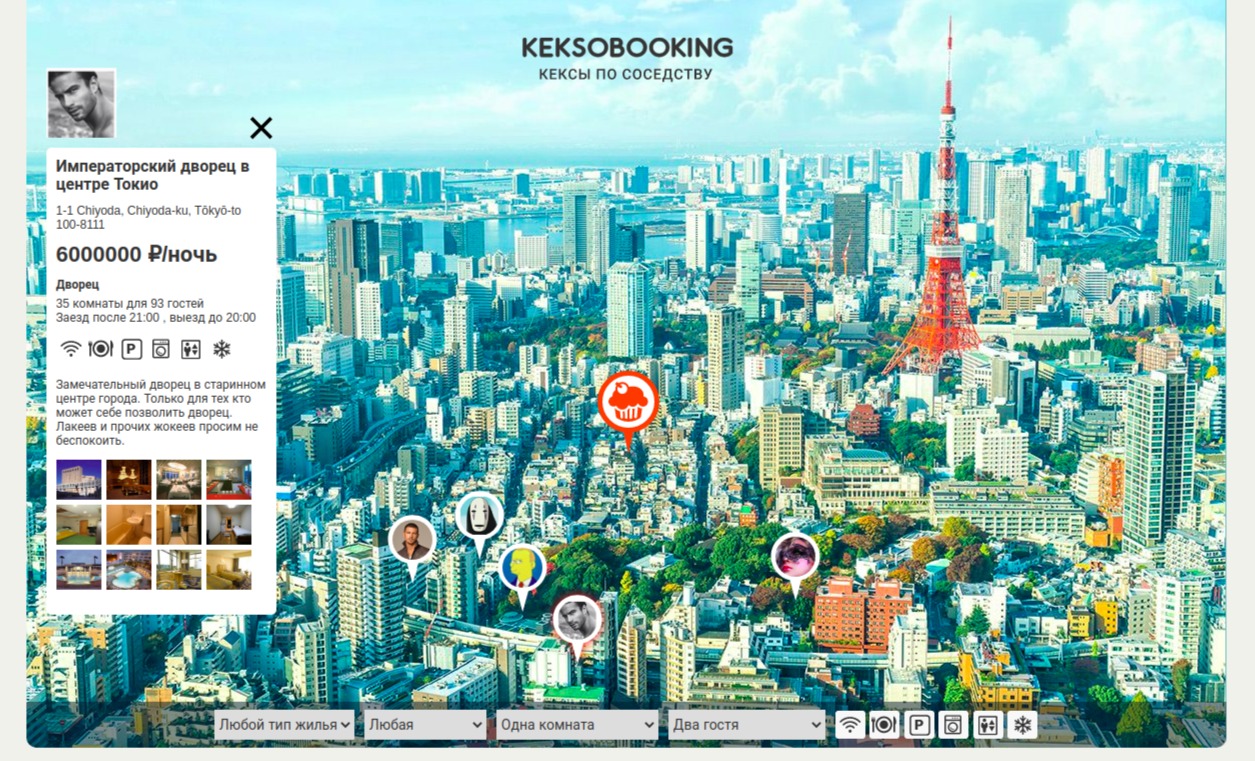 KEKSOBOOKING
КЕКСЫ ПО СОСЕДСТВУ
Императорский дворец в
центре Токио
1-1 Chiyoda, Chiyoda-ku, Tōkyō-to
100-8111
6000000 ₽/ночь
Дворец
35 комнаты для 93 гостей
Заезд после 21:00 , выезд до 20:00
P
Замечательный дворец в старинном
центре города. Только для тех кто
может себе позволить дворец.
Лакеев и прочих жокеев просим не
беспокоить.
Любой тип жилья
Любая
Одна комната
Два гостя
P